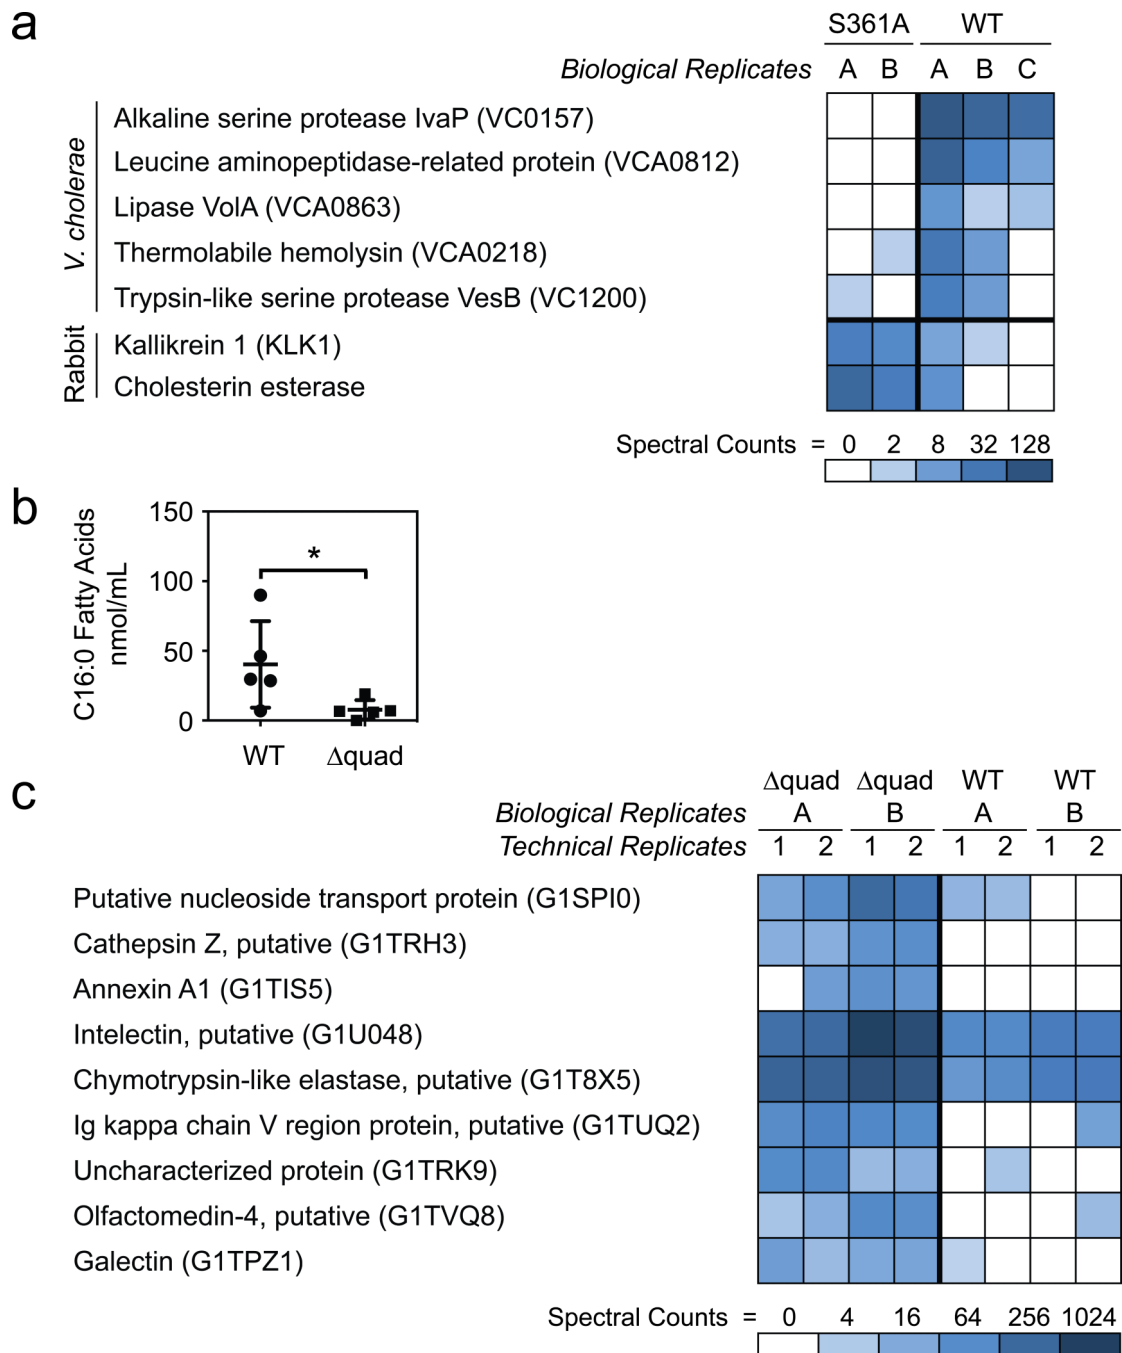 a
S361A WT
Biological Replicates A B A B C
V. cholerae
Alkaline serine protease IvaP (VC0157)
Leucine aminopeptidase-related protein (VCA0812)
Lipase VolA (VCA0863)
Thermolabile hemolysin (VCA0218)
Trypsin-like serine protease VesB (VC1200)
Rabbit
Kallikrein 1 (KLK1)
Cholesterin esterase
Spectral Counts = 0 2 8 32 128
b
C16:0 Fatty Acids
nmol/mL
150
100
50
0
*
WT Δquad
c
Δquad Δquad WT WT
Biological Replicates A B A B
Technical Replicates 1 2 1 2 1 2 1 2
Putative nucleoside transport protein (G1SPI0)
Cathepsin Z, putative (G1TRH3)
Annexin A1 (G1TIS5)
Intelectin, putative (G1U048)
Chymotrypsin-like elastase, putative (G1T8X5)
Ig kappa chain V region protein, putative (G1TUQ2)
Uncharacterized protein (G1TRK9)
Olfactomedin-4, putative (G1TVQ8)
Galectin (G1TPZ1)
Spectral Counts = 0 4 16 64 256 1024